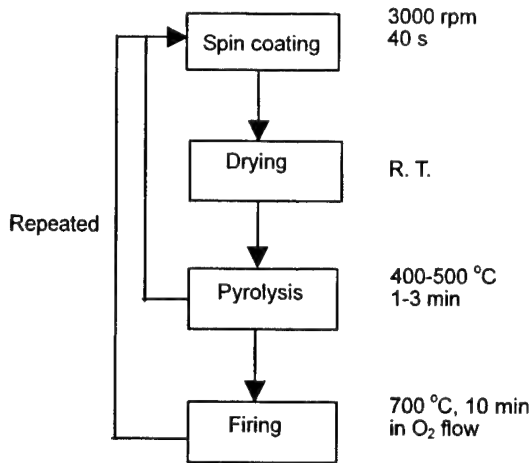 3000 rpm
40 s
Spin coating
Drying
R. T.
Repeated
400-500 °C
1-3 min
Pyrolysis
700 °C, 10 min
in O₂ flow
Firing